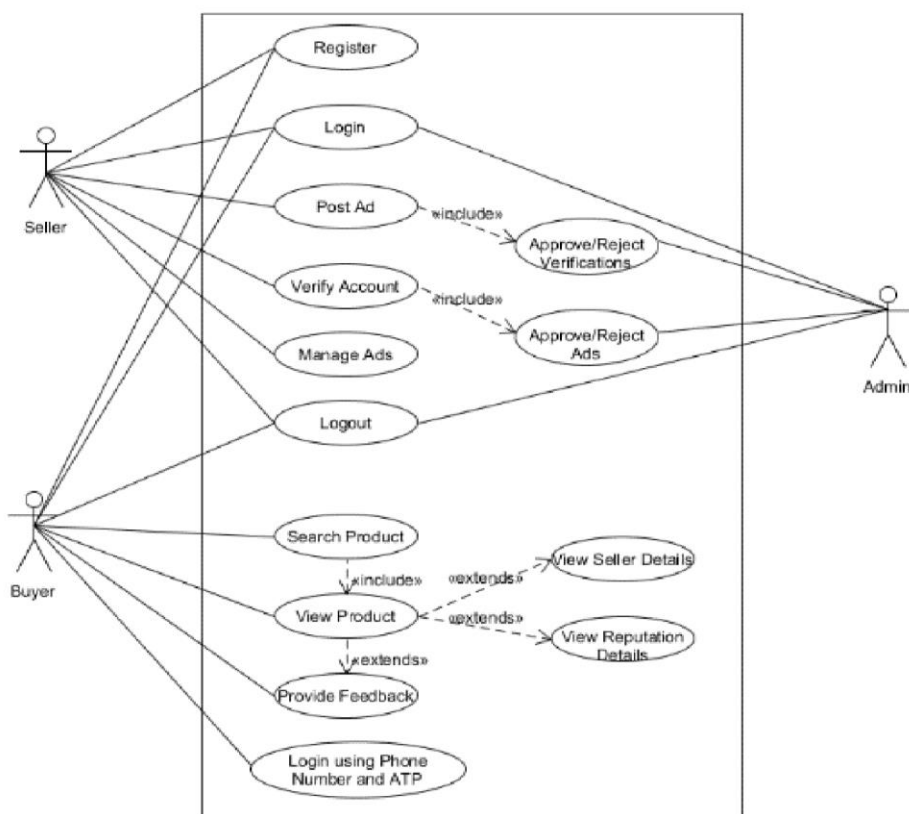 Register
Login
Seller
Post Ad
«include»
Approve/Reject
Verifications
Verify Account
«include»
Approve/Reject
Ads
Manage Ads
Admin
Logout
Buyer
Search Product
«include»
«extends»
View Seller Details
View Product
«extends»
View Reputation
Details
«extends»
Provide Feedback
Login using Phone
Number and ATP